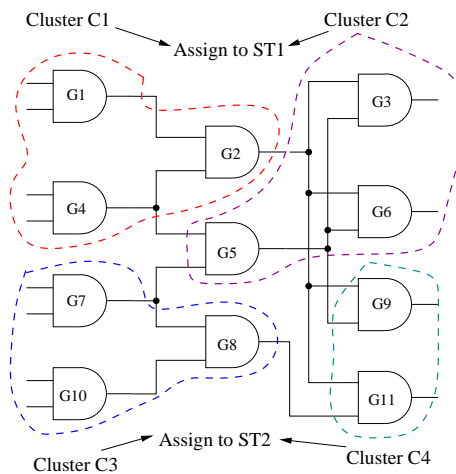 Cluster C1
Cluster C2
Assign to ST1
G1
G3
G2
G4
G6
G5
G7
G9
G8
G10
G11
Assign to ST2
Cluster C3
Cluster C4